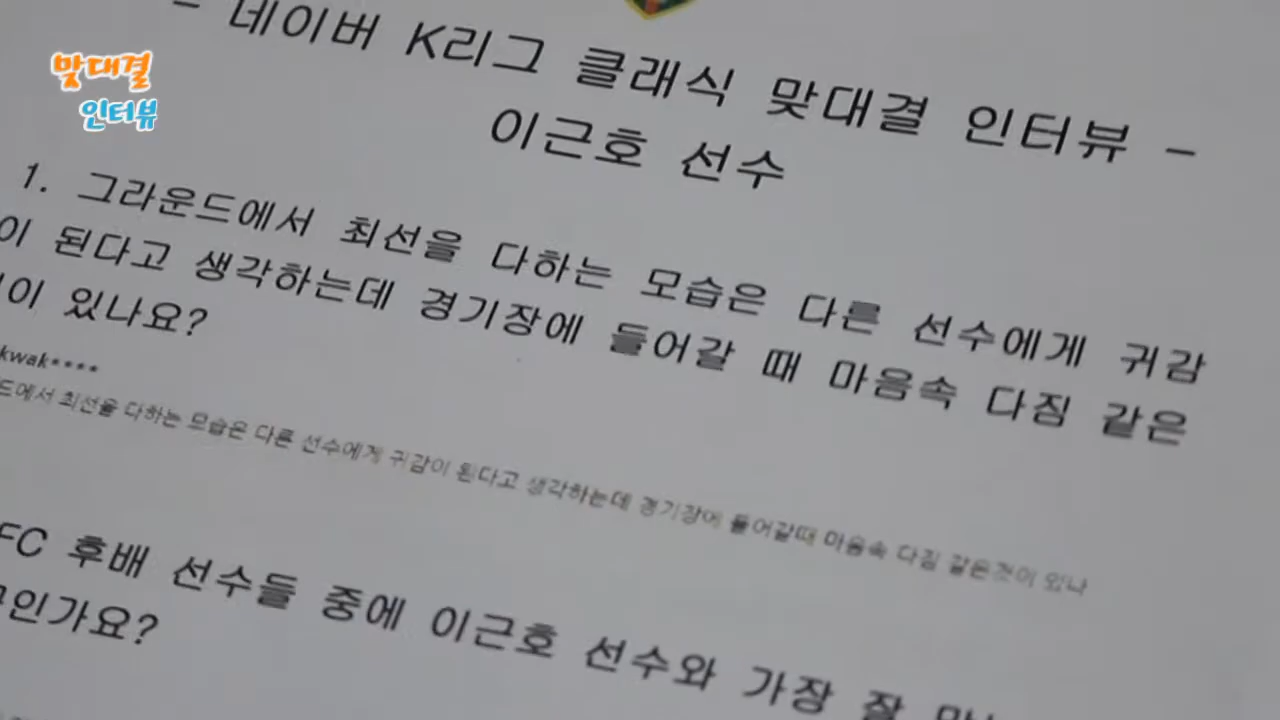 맞대결
인터뷰
- 네이버 K리그 클래식 맞대결 인터뷰 -
이근호 선수
1. 그라운드에서 최선을 다하는 모습은 다른 선수에게 귀감
이 된다고 생각하는데 경기장에 들어갈 때 마음속 다짐 같은
이 있나요?
kwak****
드에서 최선을 다하는 모습은 다른 선수에게 귀감이 된다고 생각하는데 경기장에 들어갈때 마음속 다짐 같은것이 있나
FC 후배 선수들 중에 이근호 선수와 가장 잘
구인가요?